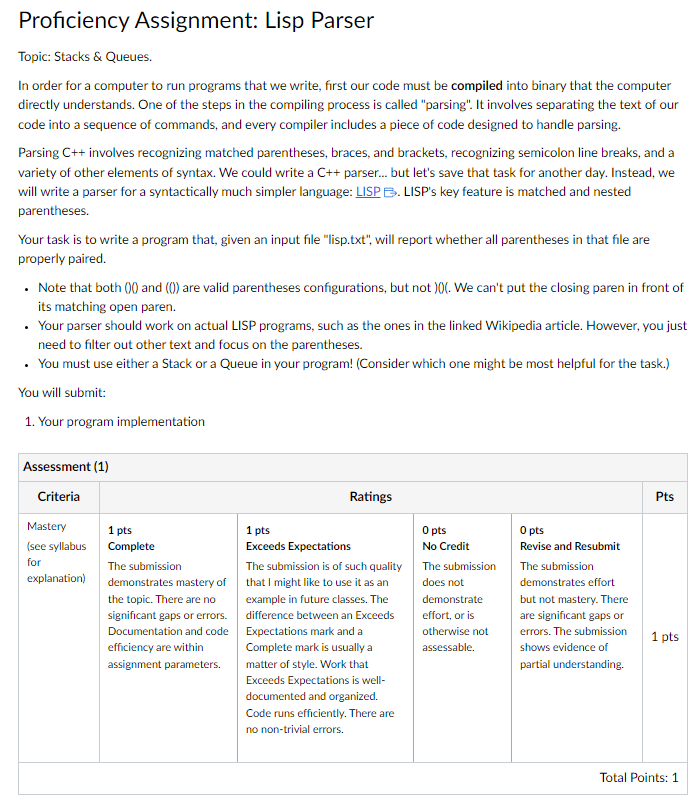 Proficiency Assignment: Lisp Parser
Topic: Stacks & Queues.
In order for a computer to run programs that we write, first our code must be compiled into binary that the computer
directly understands. One of the steps in the compiling process is called "parsing". It involves separating the text of our
code into a sequence of commands, and every compiler includes a piece of code designed to handle parsing.
Parsing C++ involves recognizing matched parentheses, braces, and brackets, recognizing semicolon line breaks, and a
variety of other elements of syntax. We could write a C++ parser... but let's save that task for another day. Instead, we
will write a parser for a syntactically much simpler language: LISP. LISP's key feature is matched and nested
parentheses.
Your task is to write a program that, given an input file "lisp.txt", will report whether all parentheses in that file are
properly paired.
• Note that both ()() and (()) are valid parentheses configurations, but not )()(. We can't put the closing paren in front of
its matching open paren.
• Your parser should work on actual LISP programs, such as the ones in the linked Wikipedia article. However, you just
need to filter out other text and focus on the parentheses.
• You must use either a Stack or a Queue in your program! (Consider which one might be most helpful for the task.)
You will submit:
1. Your program implementation
Assessment (1)
Criteria
Ratings
Pts
Mastery
(see syllabus
for
explanation)
1 pts
Complete
The submission
demonstrates mastery of
the topic. There are no
significant gaps or errors.
Documentation and code
efficiency are within
assignment parameters.
1 pts
Exceeds Expectations
The submission is of such quality
that I might like to use it as an
example in future classes. The
difference between an Exceeds
Expectations mark and a
Complete mark is usually a
matter of style. Work that
Exceeds Expectations is well-
documented and organized.
Code runs efficiently. There are
no non-trivial errors.
0 pts
No Credit
The submission
does not
demonstrate
effort, or is
otherwise not
assessable.
0 pts
Revise and Resubmit
The submission
demonstrates effort
but not mastery. There
are significant gaps or
errors. The submission
shows evidence of
partial understanding.
1 pts
Total Points: 1